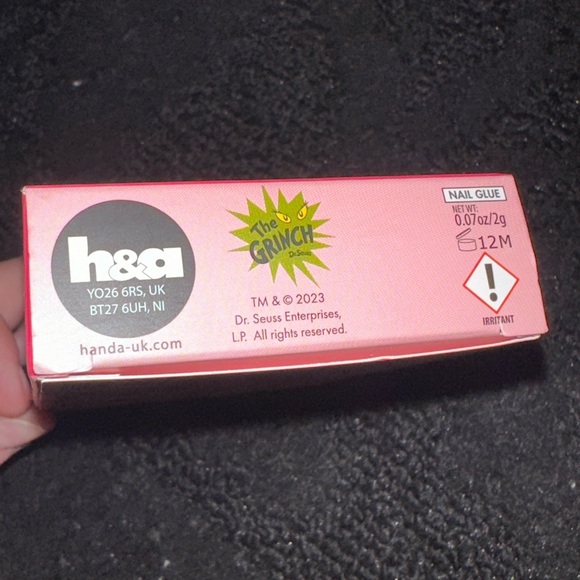 h&a
YO26 6RS, UK
BT27 6UH, NI
handa-uk.com
The
GRINCH
Dr. Seuss
TM & © 2023
Dr. Seuss Enterprises,
L.P. All rights reserved.
NAIL GLUE
NET WT:
0.07oz/2g
12M
!
IRRITANT